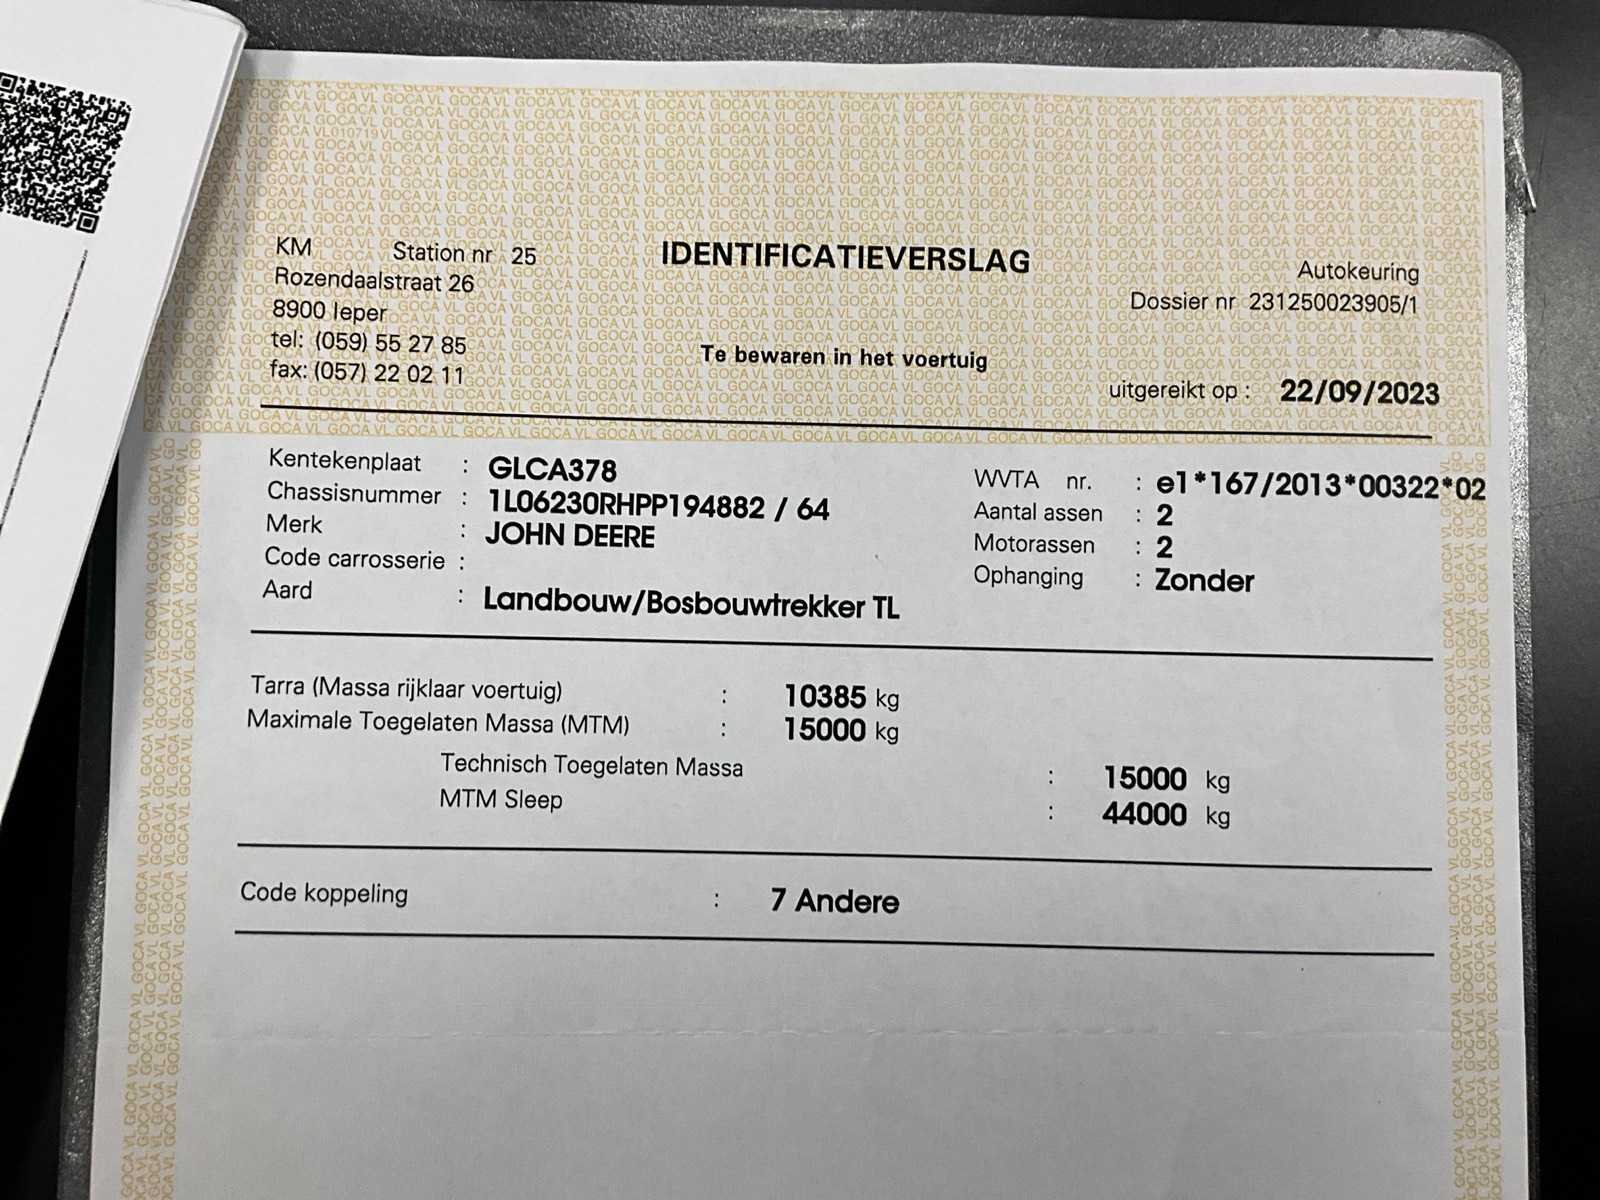 KM Station nr 25
Rozendaalstraat 26
8900 Ieper
tel: (059) 55 27 85
fax: (057) 22 02 11
IDENTIFICATIEVERSLAG
Te bewaren in het voertuig
Autokeuring
Dossier nr 231250023905/1
uitgereikt op : 22/09/2023
Kentekenplaat : GLCA378
Chassisnummer : 1L06230RHPP194882 / 64
Merk : JOHN DEERE
Code carrosserie :
Aard : Landbouw/Bosbouwtrekker TL
WVTA nr. : e1*167/2013*00322*02
Aantal assen : 2
Motorassen : 2
Ophanging : Zonder
Tarra (Massa rijklaar voertuig) : 10385 kg
Maximale Toegelaten Massa (MTM) : 15000 kg
Technisch Toegelaten Massa : 15000 kg
MTM Sleep : 44000 kg
Code koppeling : 7 Andere